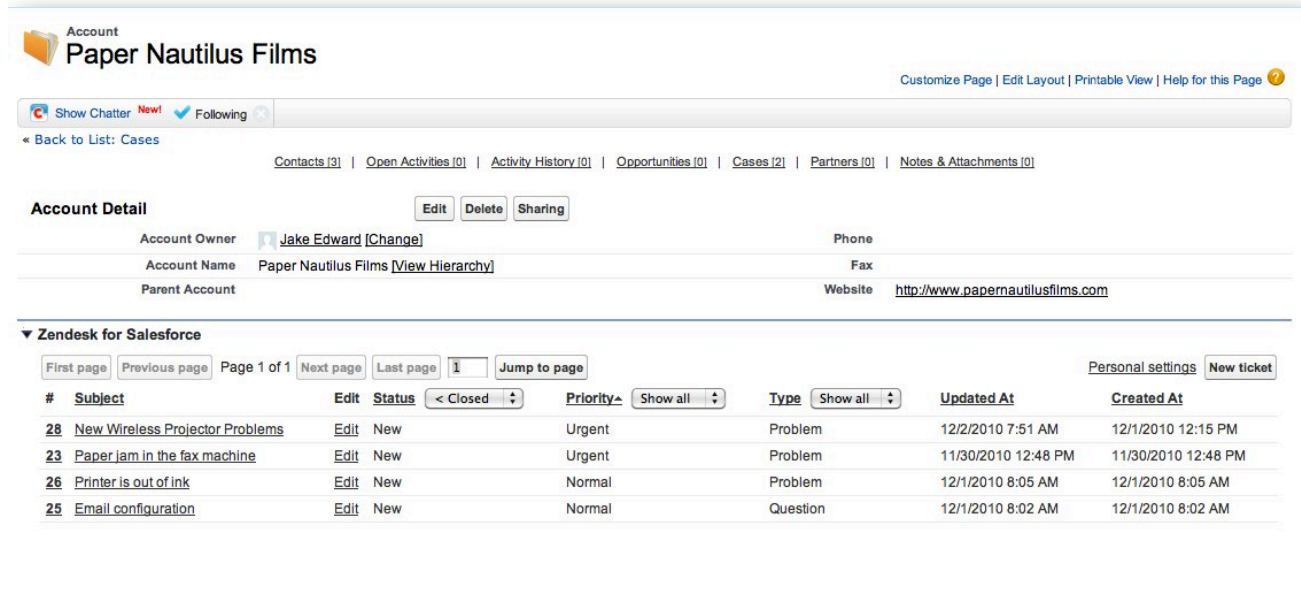 Account
Paper Nautilus Films
Customize Page | Edit Layout | Printable View | Help for this Page ?
Show Chatter New! Following
« Back to List: Cases
Contacts [3] | Open Activities [0] | Activity History [0] | Opportunities [0] | Cases [2] | Partners [0] | Notes & Attachments [0]
Account Detail Edit Delete Sharing
Account Owner Jake Edward [Change] Phone
Account Name Paper Nautilus Films [View Hierarchy] Fax
Parent Account Website http://www.papernautilusfilms.com
Zendesk for Salesforce
First page Previous page Page 1 of 1 Next page Last page 1 Jump to page Personal settings New ticket
# Subject Edit Status < Closed Priority Show all Type Show all Updated At Created At
28 New Wireless Projector Problems Edit New Urgent Problem 12/2/2010 7:51 AM 12/1/2010 12:15 PM
23 Paper jam in the fax machine Edit New Urgent Problem 11/30/2010 12:48 PM 11/30/2010 12:48 PM
26 Printer is out of ink Edit New Normal Problem 12/1/2010 8:05 AM 12/1/2010 8:05 AM
25 Email configuration Edit New Normal Question 12/1/2010 8:02 AM 12/1/2010 8:02 AM